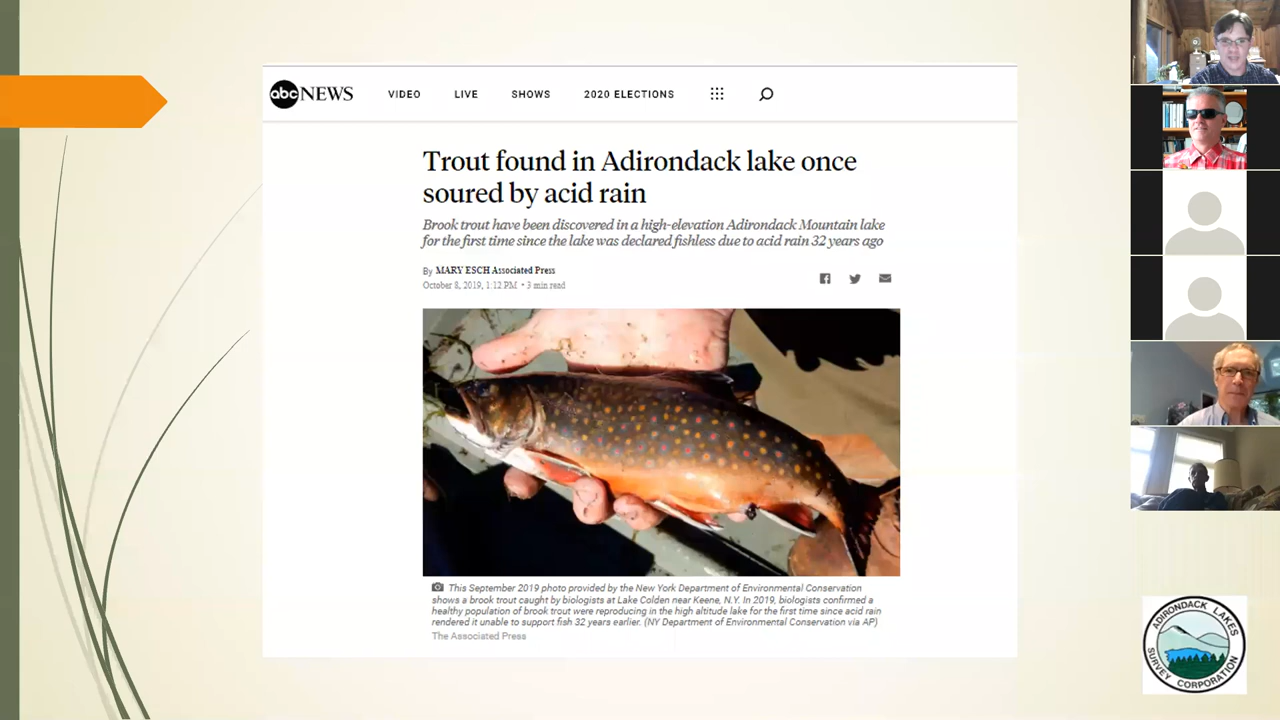 abc NEWS VIDEO LIVE SHOWS 2020 ELECTIONS
Trout found in Adirondack lake once
soured by acid rain
Brook trout have been discovered in a high-elevation Adirondack Mountain lake
for the first time since the lake was declared fishless due to acid rain 32 years ago
By MARY ESCH Associated Press
October 8, 2019, 1:12 PM • 3 min read
This September 2019 photo provided by the New York Department of Environmental Conservation
shows a brook trout caught by biologists at Lake Colden near Keene, N.Y. In 2019, biologists confirmed a
healthy population of brook trout were reproducing in the high altitude lake for the first time since acid rain
rendered it unable to support fish 32 years earlier. (NY Department of Environmental Conservation via AP)
The Associated Press
ADIRONDACK LAKES
SURVEY CORPORATION